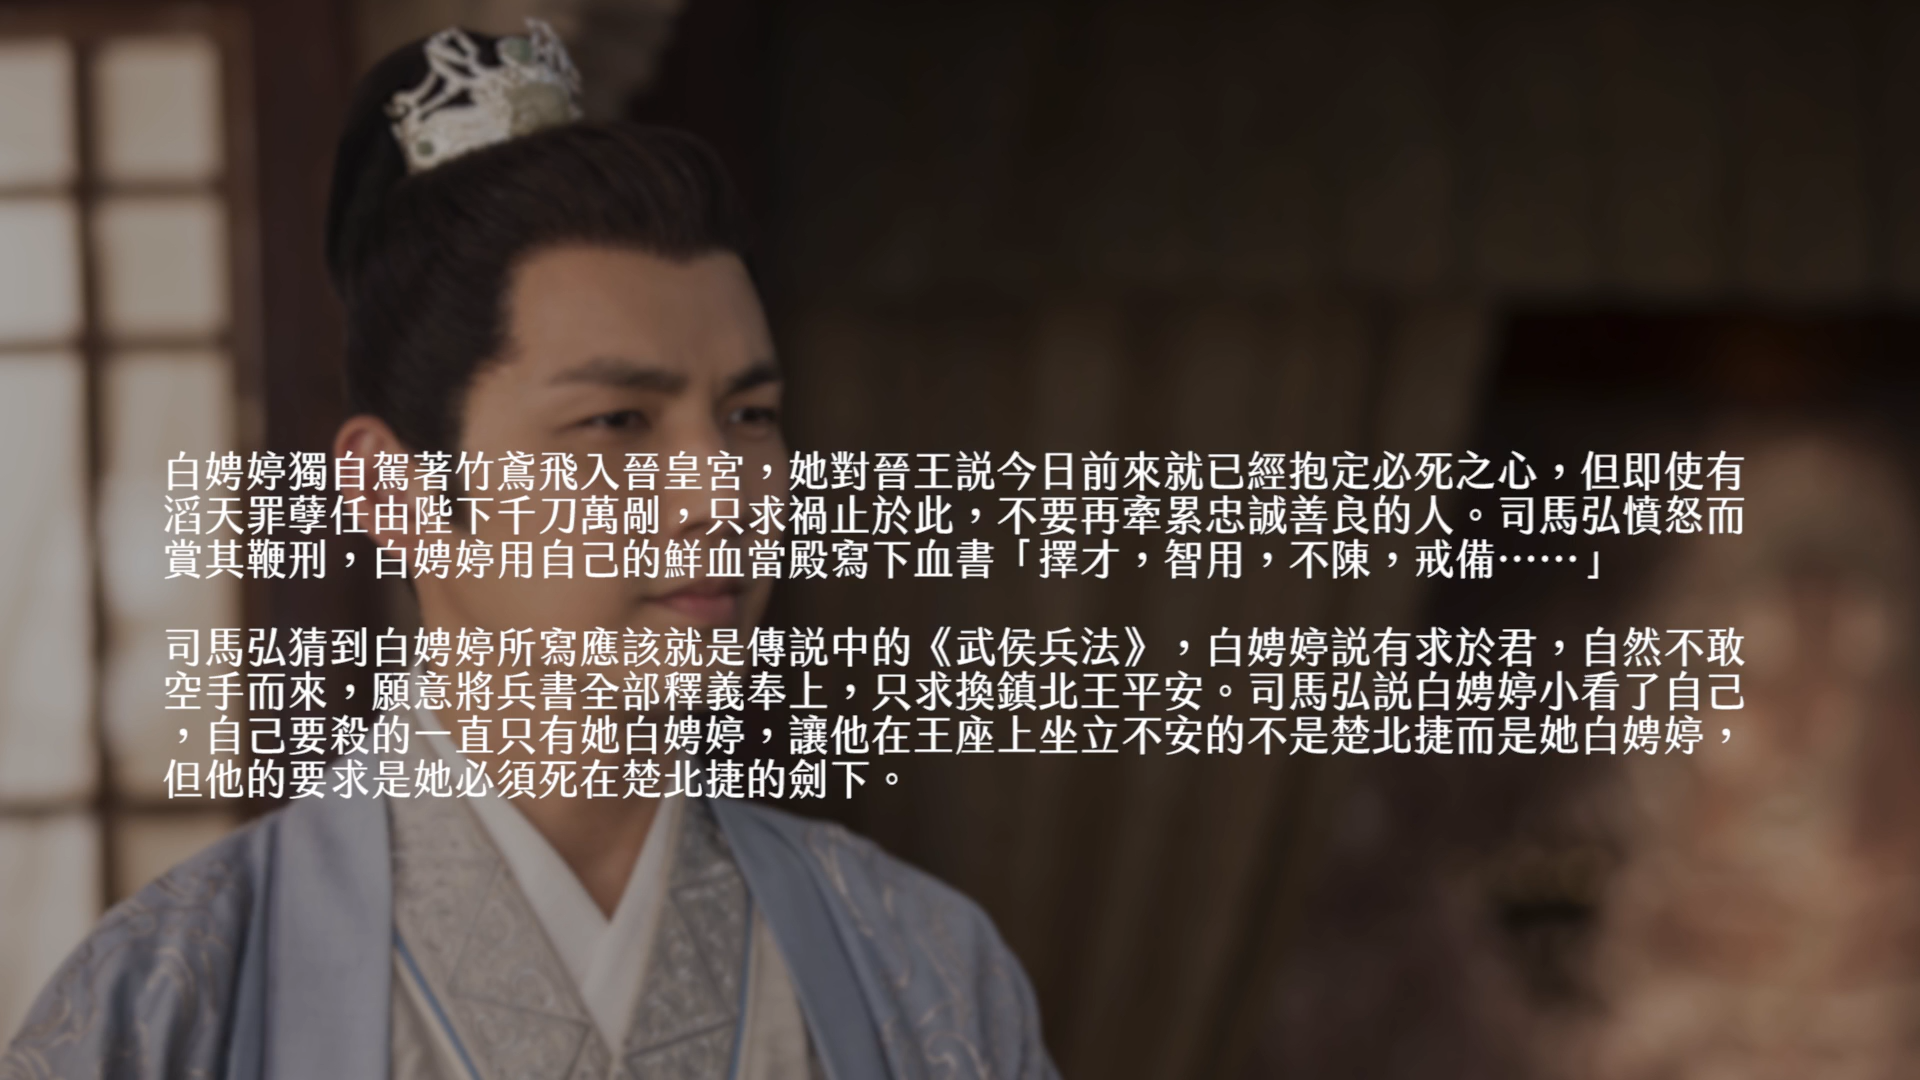 白娉婷獨自駕著竹鳶飛入晉皇宮，她對晉王説今日前來就已經抱定必死之心，但即使有
滔天罪孽任由陛下千刀萬剮，只求禍止於此，不要再牽累忠誠善良的人。司馬弘憤怒而
賞其鞭刑，白娉婷用自己的鮮血當殿寫下血書「擇才，智用，不陳，戒備……」
司馬弘猜到白娉婷所寫應該就是傳説中的《武侯兵法》，白娉婷説有求於君，自然不敢
空手而來，願意將兵書全部釋義奉上，只求換鎮北王平安。司馬弘説白娉婷小看了自己
，自己要殺的一直只有她白娉婷，讓他在王座上坐立不安的不是楚北捷而是她白娉婷，
但他的要求是她必須死在楚北捷的劍下。